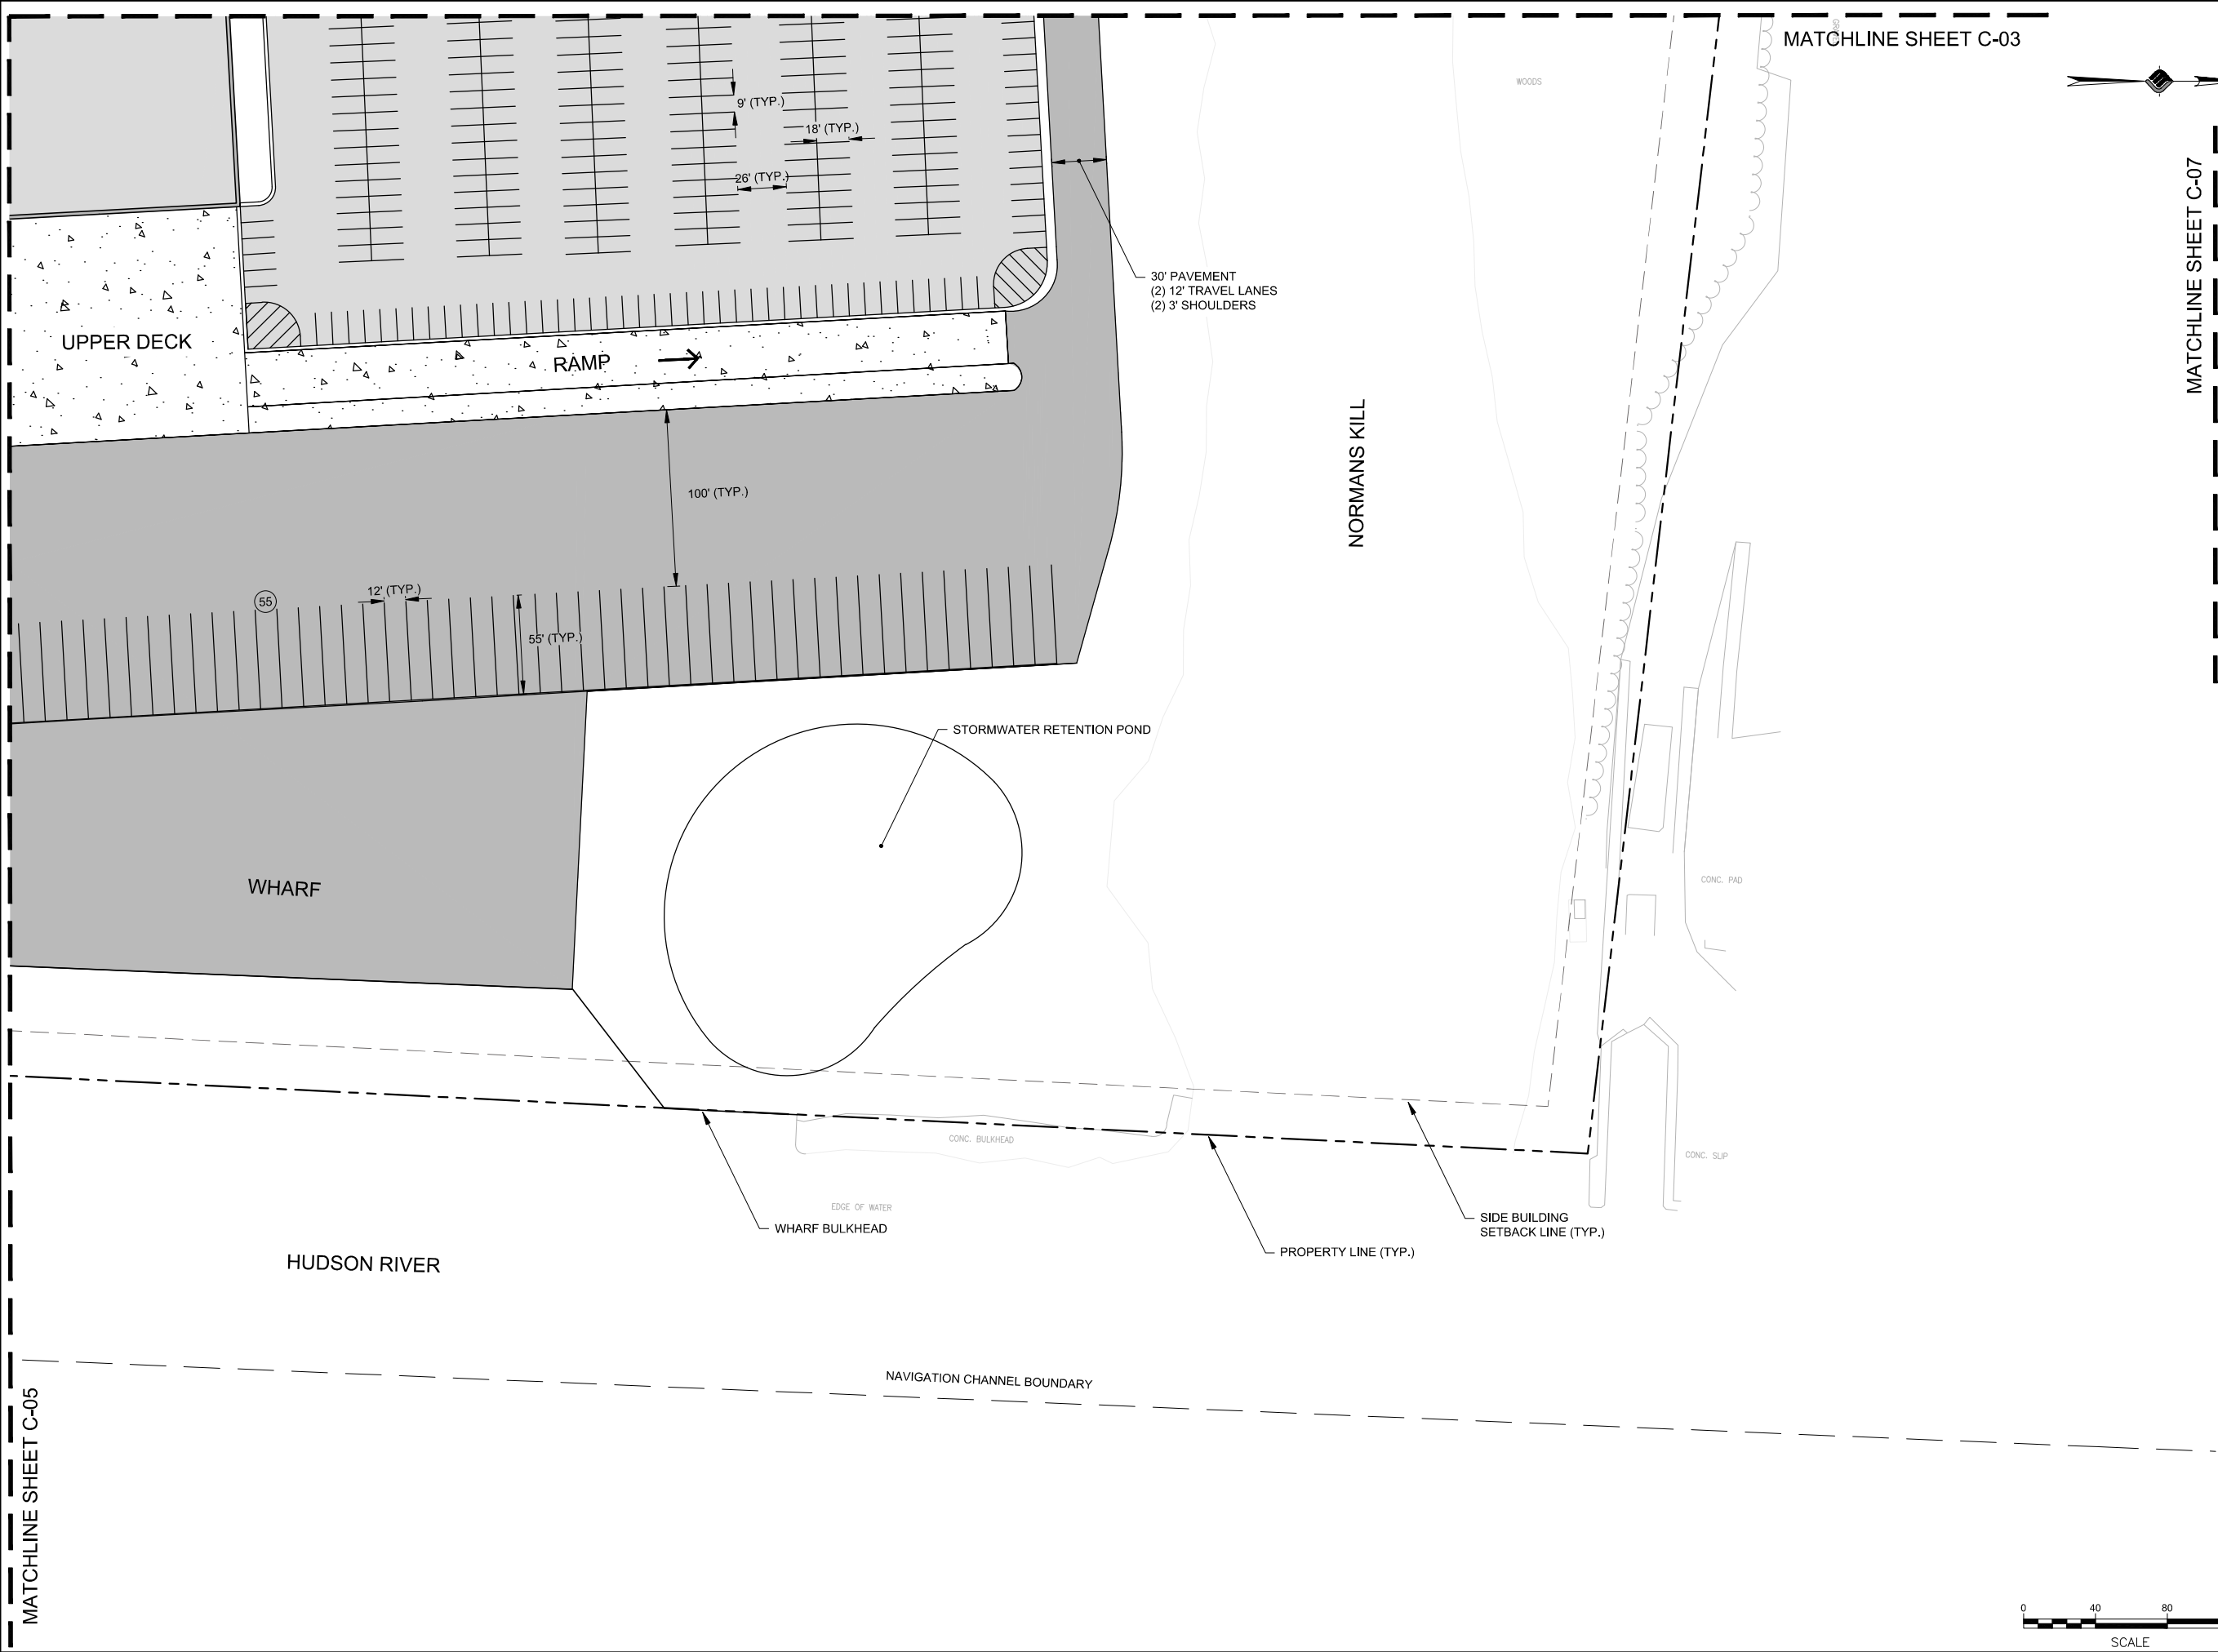 MATCHLINE SHEET C-03
WOODS
9' (TYP.)
18' (TYP.)
26' (TYP.)
MATCHLINE SHEET C-07
30' PAVEMENT
(2) 12' TRAVEL LANES
(2) 3' SHOULDERS
UPPER DECK
RAMP
NORMANS KILL
100' (TYP.)
55
12' (TYP.)
55' (TYP.)
STORMWATER RETENTION POND
WHARF
CONC. PAD
CONC. BULKHEAD
CONC. SLIP
EDGE OF WATER
WHARF BULKHEAD
SIDE BUILDING
SETBACK LINE (TYP.)
PROPERTY LINE (TYP.)
HUDSON RIVER
NAVIGATION CHANNEL BOUNDARY
MATCHLINE SHEET C-05
0 40 80
SCALE